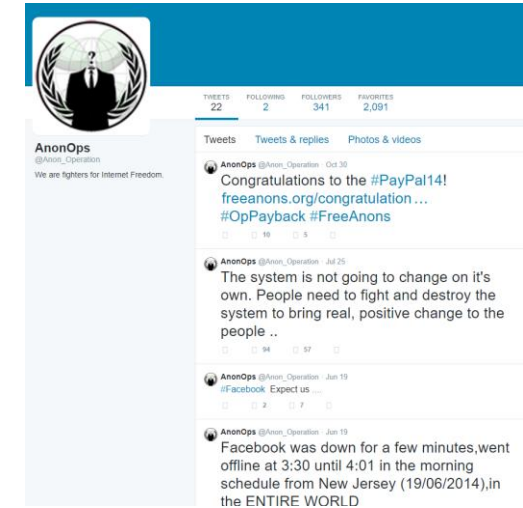 ?
AnonOps
@Anon_Operation
We are fighters for Internet Freedom.
TWEETS
22
FOLLOWING
2
FOLLOWERS
341
FAVORITES
2,091
Tweets Tweets & replies Photos & videos
AnonOps @Anon_Operation · Oct 30
Congratulations to the #PayPal14!
freeanons.org/congratulation…
#OpPayback #FreeAnons
10 5
AnonOps @Anon_Operation · Jul 25
The system is not going to change on it's
own. People need to fight and destroy the
system to bring real, positive change to the
people ..
94 57
AnonOps @Anon_Operation · Jun 19
#Facebook Expect us ....
2 7
AnonOps @Anon_Operation · Jun 19
Facebook was down for a few minutes,went
offline at 3:30 until 4:01 in the morning
schedule from New Jersey (19/06/2014),in
the ENTIRE WORLD